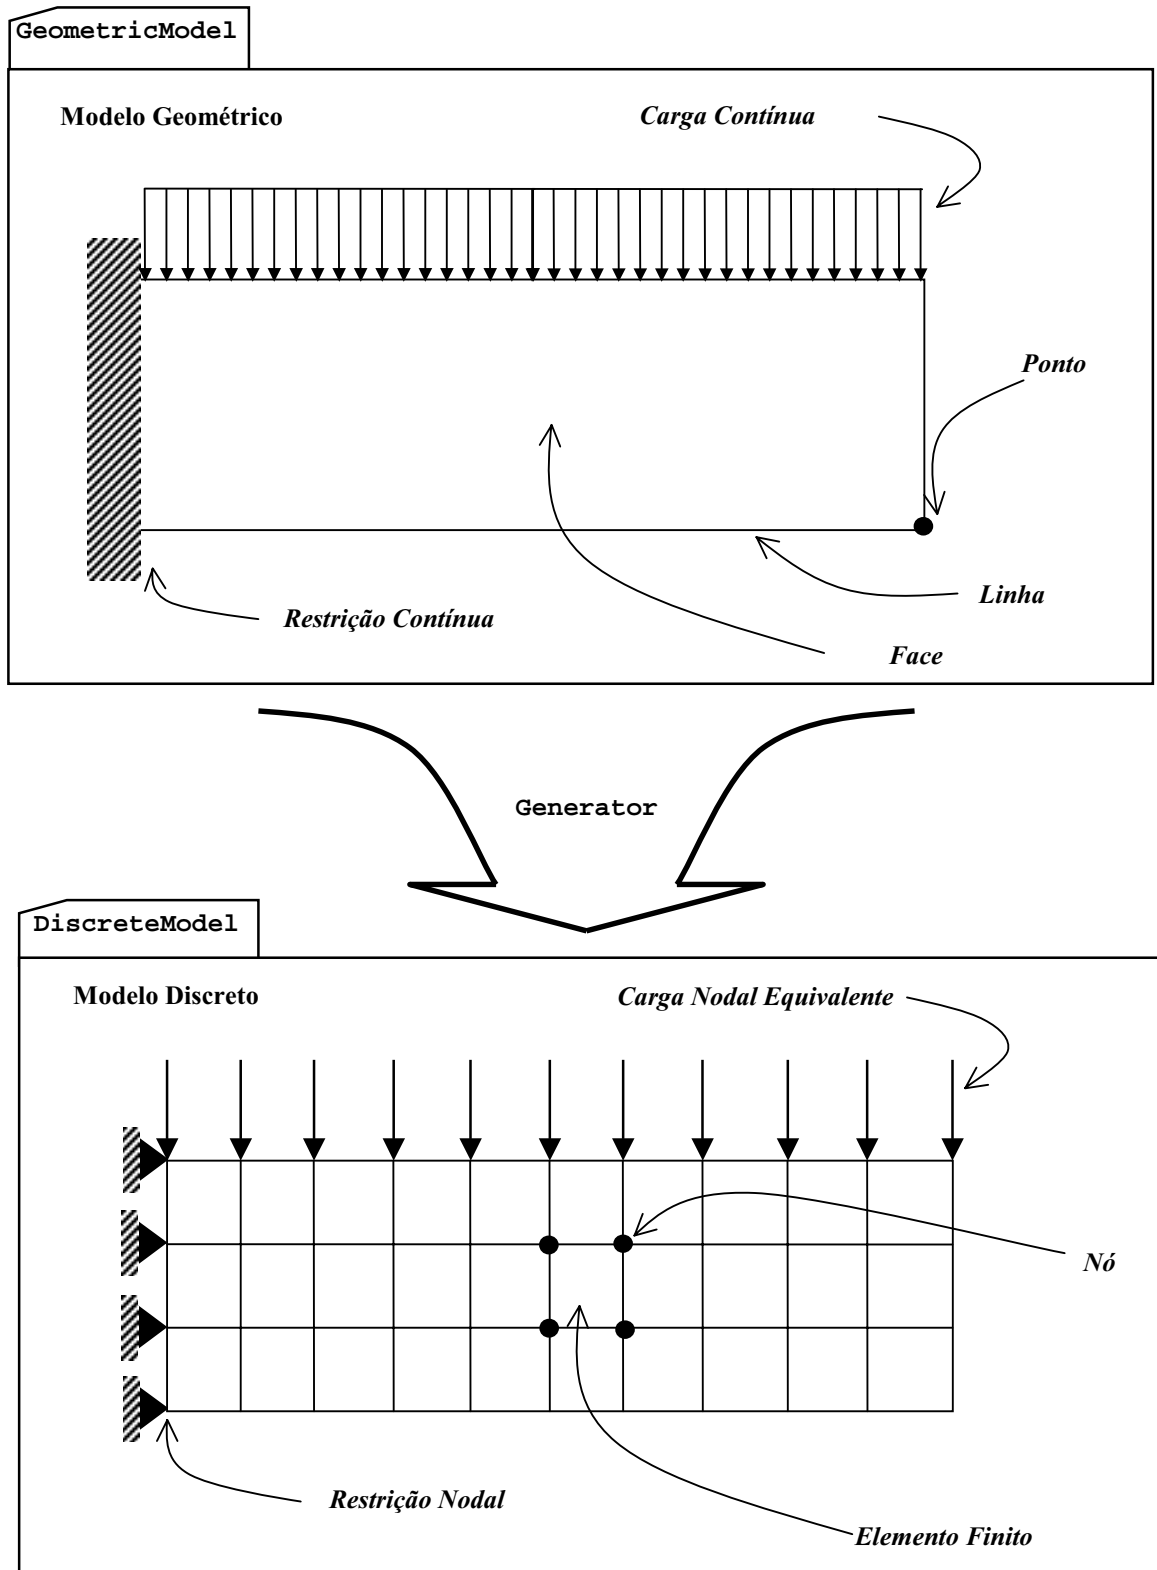 GeometricModel
Modelo Geométrico
Carga Contínua
Ponto
Linha
Restrição Contínua
Face
Generator
DiscreteModel
Modelo Discreto
Carga Nodal Equivalente
Nó
Restrição Nodal
Elemento Finito